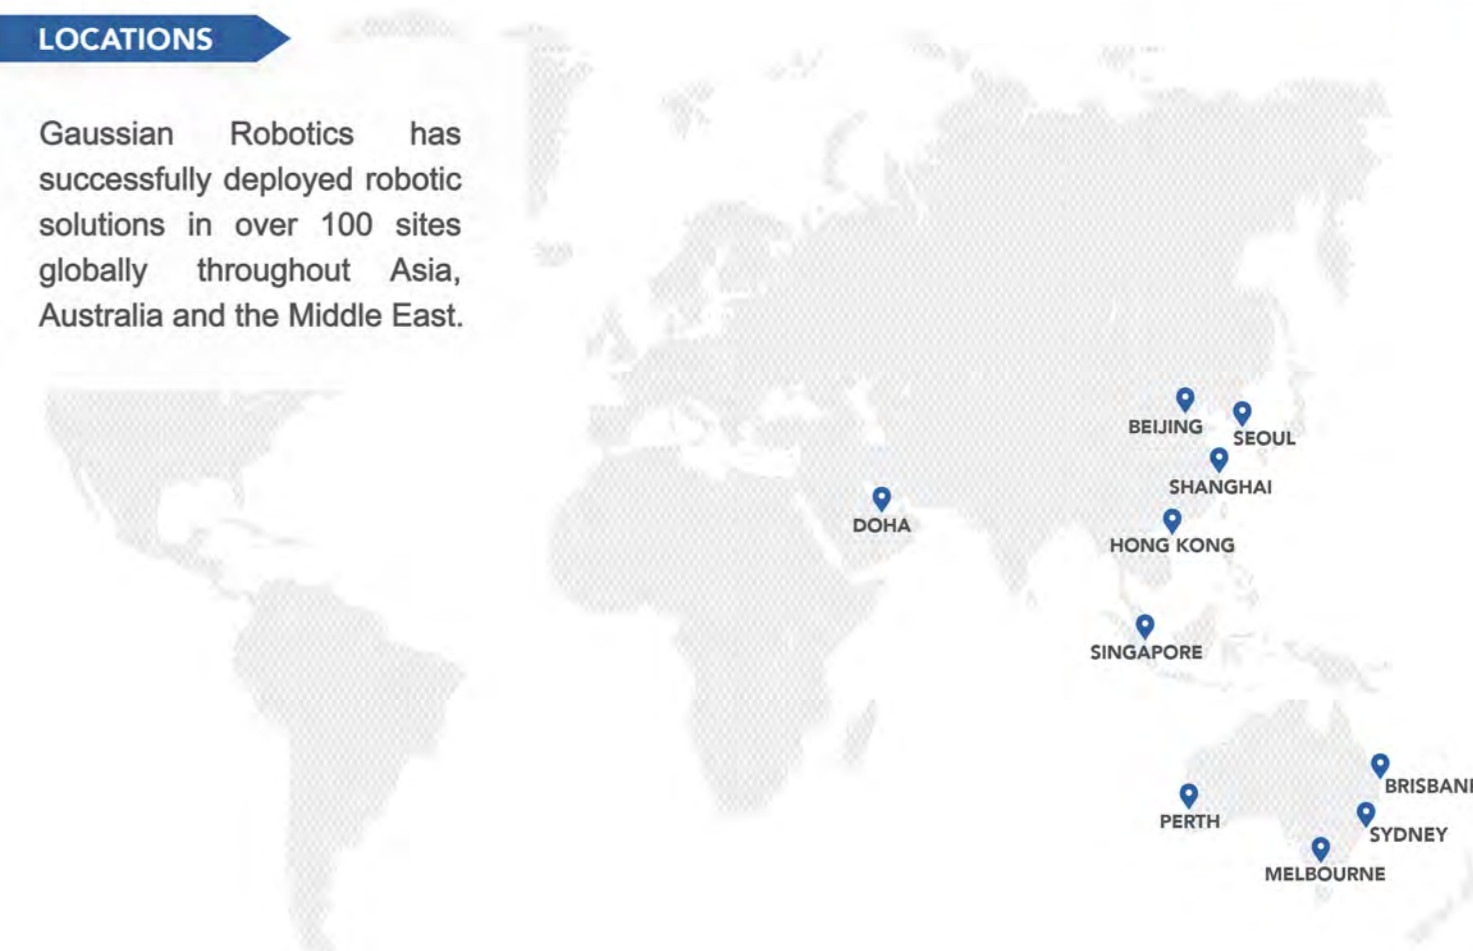 LOCATIONS
Gaussian Robotics has
successfully deployed robotic
solutions in over 100 sites
globally throughout Asia,
Australia and the Middle East.
BEIJING
SEOUL
SHANGHAI
DOHA
HONG KONG
SINGAPORE
BRISBAN
PERTH
SYDNEY
MELBOURNE